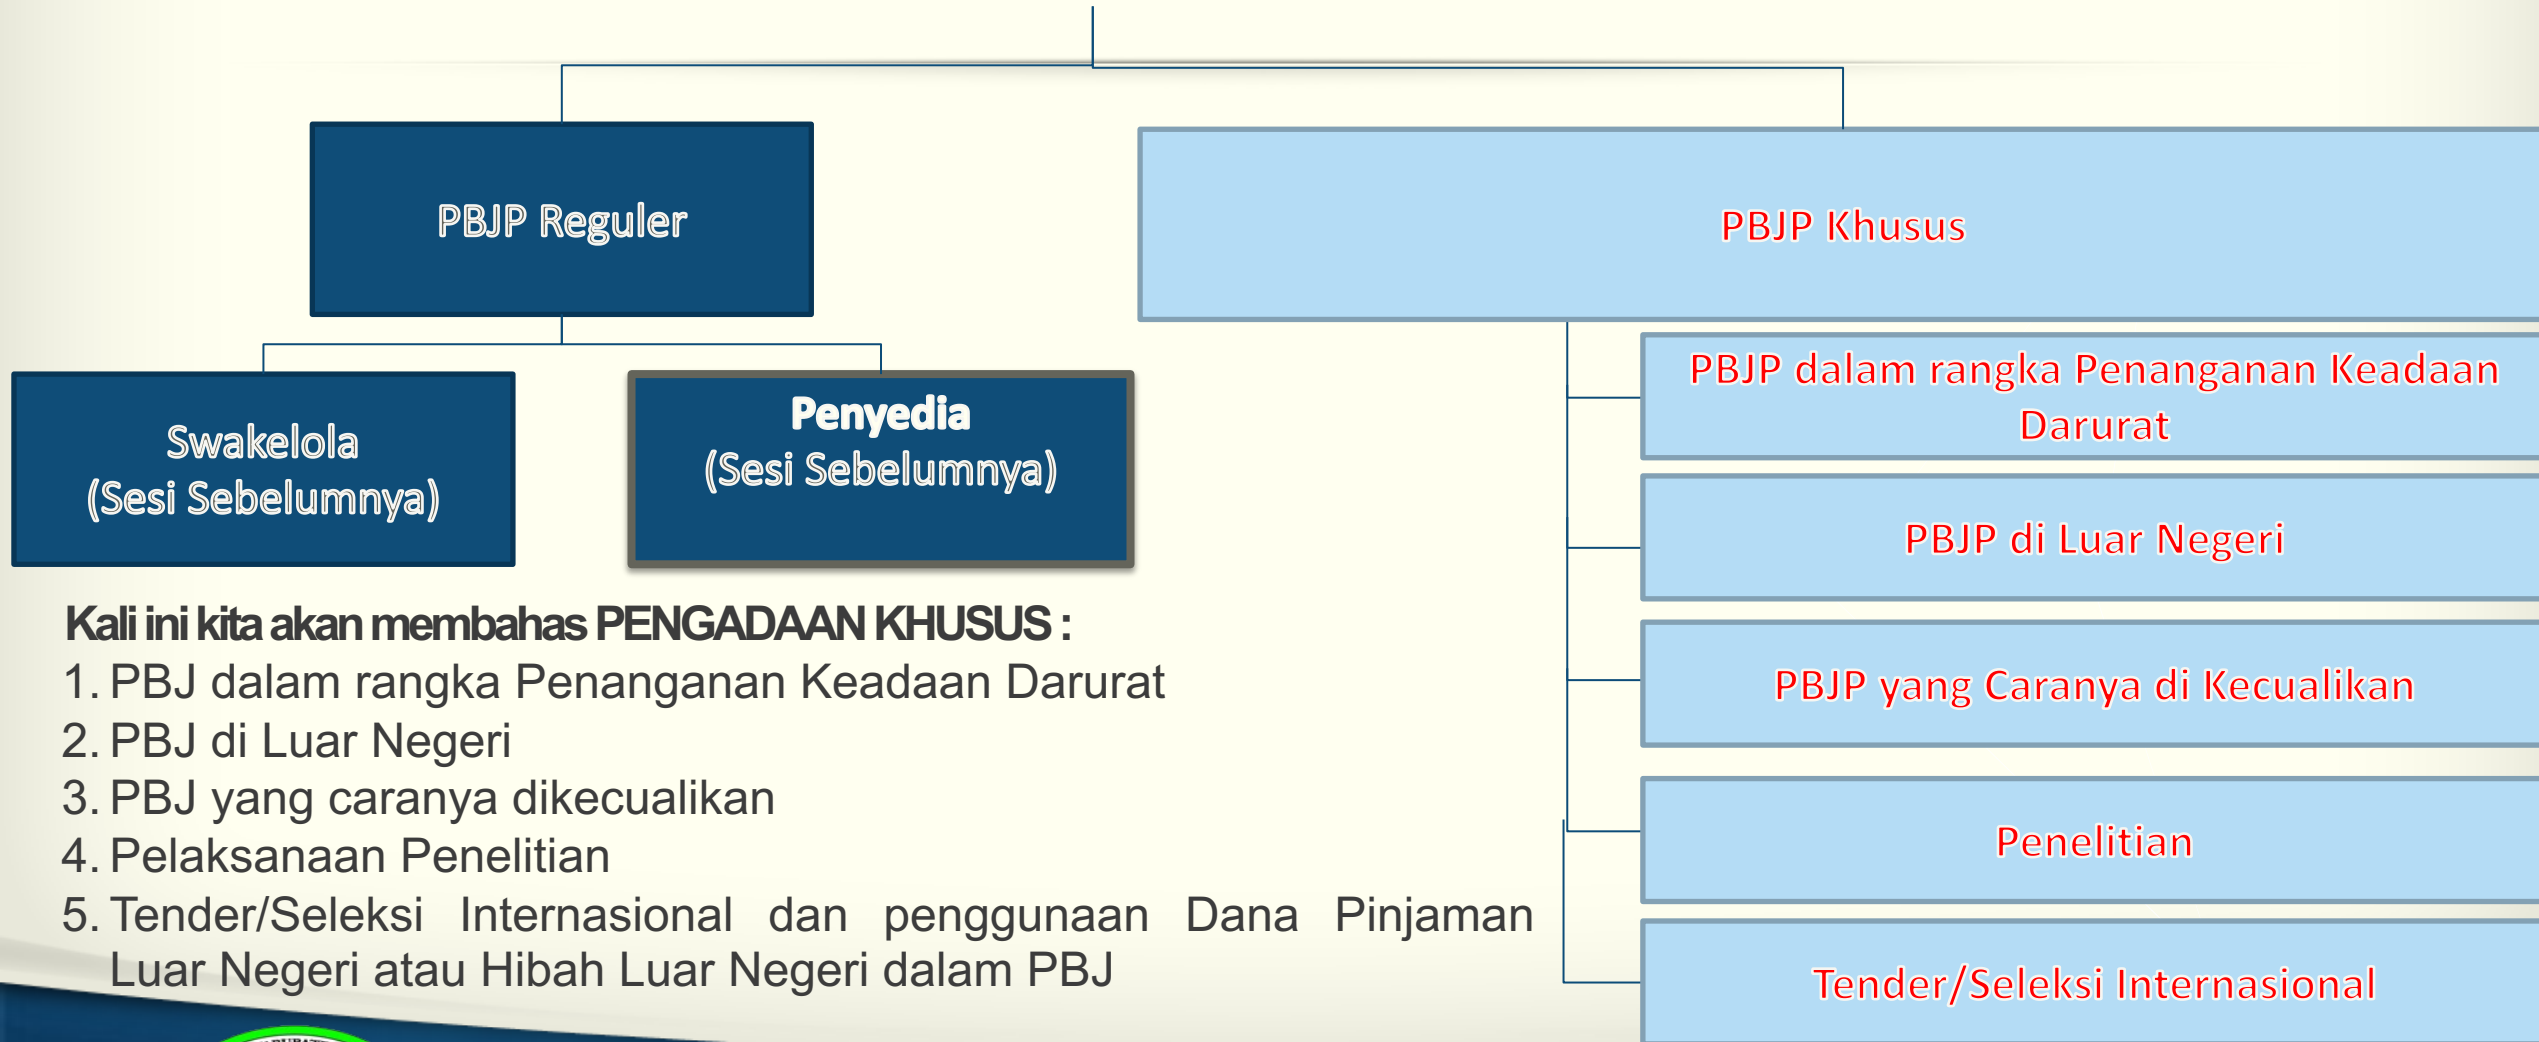 PBJP Reguler
PBJP Khusus
Swakelola
(Sesi Sebelumnya)
Penyedia
(Sesi Sebelumnya)
PBJP dalam rangka Penanganan Keadaan
Darurat
PBJP di Luar Negeri
PBJP yang Caranya di Kecualikan
Penelitian
Tender/Seleksi Internasional
Kali ini kita akan membahas PENGADAAN KHUSUS :
1. PBJ dalam rangka Penanganan Keadaan Darurat
2. PBJ di Luar Negeri
3. PBJ yang caranya dikecualikan
4. Pelaksanaan Penelitian
5. Tender/Seleksi Internasional dan penggunaan Dana Pinjaman
Luar Negeri atau Hibah Luar Negeri dalam PBJ